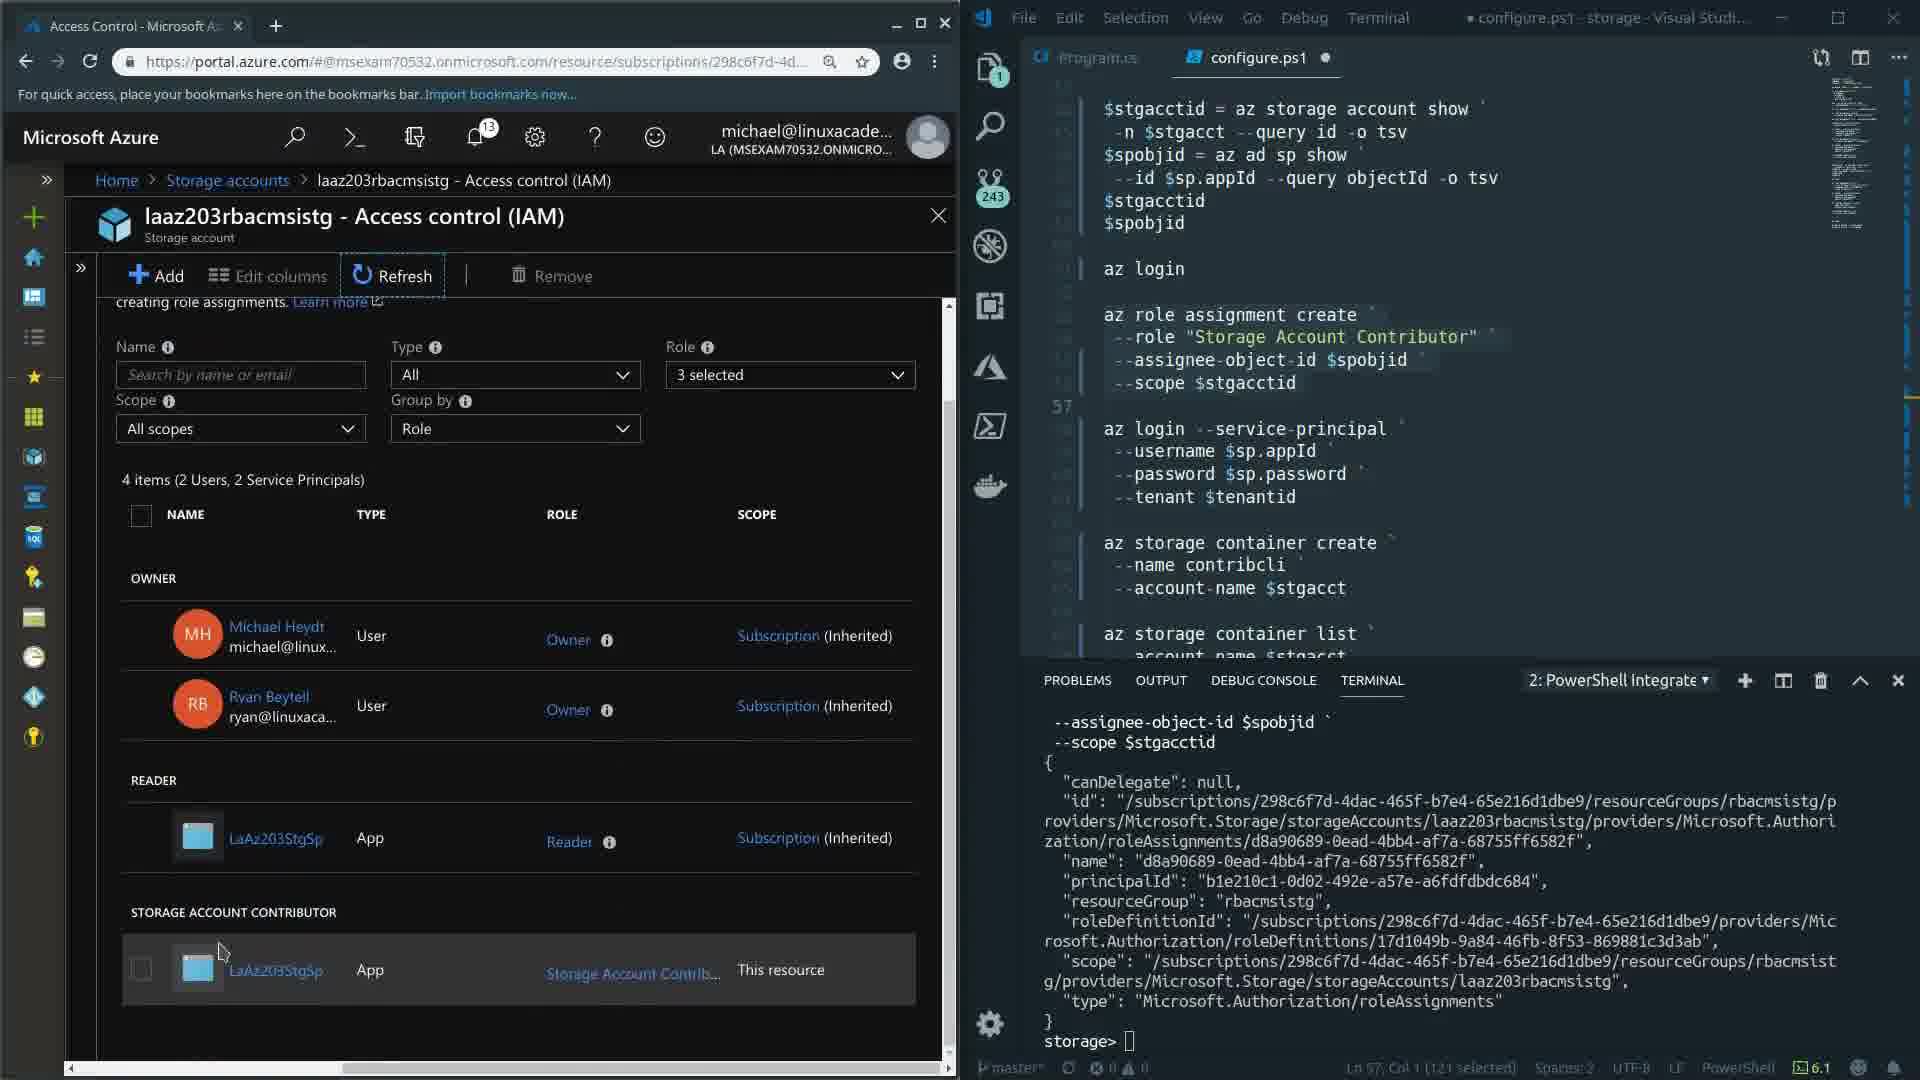 Access Control - Microsoft Az
https://portal.azure.com/#@msexam70532.onmicrosoft.com/resource/subscriptions/298c6f7d-4d...
For quick access, place your bookmarks here on the bookmarks bar. Import bookmarks now...
Microsoft Azure
13
michael@linuxacade...
LA (MSEXAM70532.ONMICRO...
Home > Storage accounts > laaz203rbacmsistg - Access control (IAM)
laaz203rbacmsistg - Access control (IAM)
Storage account
Add
Edit columns
Refresh
Remove
creating role assignments. Learn more
Name
Type
Role
Search by name or email
All
3 selected
Scope
Group by
All scopes
Role
4 items (2 Users, 2 Service Principals)
NAME TYPE ROLE SCOPE
OWNER
MH
Michael Heydt
michael@linux...
User
Owner
Subscription (Inherited)
RB
Ryan Beytell
ryan@linuxaca...
User
Owner
Subscription (Inherited)
READER
LaAz203StgSp
App
Reader
Subscription (Inherited)
STORAGE ACCOUNT CONTRIBUTOR
LaAz203StgSp
App
Storage Account Contrib...
This resource
File Edit Selection View Go Debug Terminal
● configure.ps1 - storage - Visual Studi...
Program.cs
configure.ps1
1
243
SQL
$stgacctid = az storage account show `
-n $stgacct --query id -o tsv
$spobjid = az ad sp show `
--id $sp.appId --query objectId -o tsv
$stgacctid
$spobjid
az login
az role assignment create `
--role "Storage Account Contributor" `
--assignee-object-id $spobjid `
--scope $stgacctid
57
az login --service-principal `
--username $sp.appId `
--password $sp.password `
--tenant $tenantid
az storage container create `
--name contribcli `
--account-name $stgacct
az storage container list `
--account-name $stgacct
PROBLEMS OUTPUT DEBUG CONSOLE TERMINAL
2: PowerShell Integrate
--assignee-object-id $spobjid `
--scope $stgacctid
{
"canDelegate": null,
"id": "/subscriptions/298c6f7d-4dac-465f-b7e4-65e216d1dbe9/resourceGroups/rbacmsistg/p
roviders/Microsoft.Storage/storageAccounts/laaz203rbacmsistg/providers/Microsoft.Authori
zation/roleAssignments/d8a90689-0ead-4bb4-af7a-68755ff6582f",
"name": "d8a90689-0ead-4bb4-af7a-68755ff6582f",
"principalId": "b1e210c1-0d02-492e-a57e-a6fdfdbdc684",
"resourceGroup": "rbacmsistg",
"roleDefinitionId": "/subscriptions/298c6f7d-4dac-465f-b7e4-65e216d1dbe9/providers/Mic
rosoft.Authorization/roleDefinitions/17d1049b-9a84-46fb-8f53-869881c3d3ab",
"scope": "/subscriptions/298c6f7d-4dac-465f-b7e4-65e216d1dbe9/resourceGroups/rbacmsist
g/providers/Microsoft.Storage/storageAccounts/laaz203rbacmsistg",
"type": "Microsoft.Authorization/roleAssignments"
}
storage>
master*
0 0
Ln 57, Col 1 (121 selected)
Spaces: 2
UTF-8
LF
PowerShell
6.1